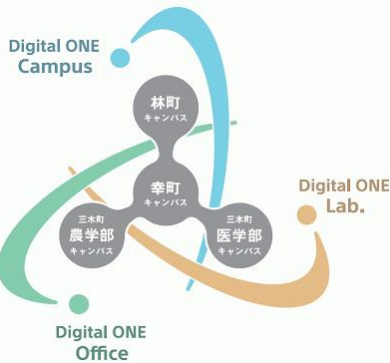 Digital ONE
Campus
林町
キャンパス
幸町
キャンパス
三木町
農学部
キャンパス
三木町
医学部
キャンパス
Digital ONE
Lab.
Digital ONE
Office